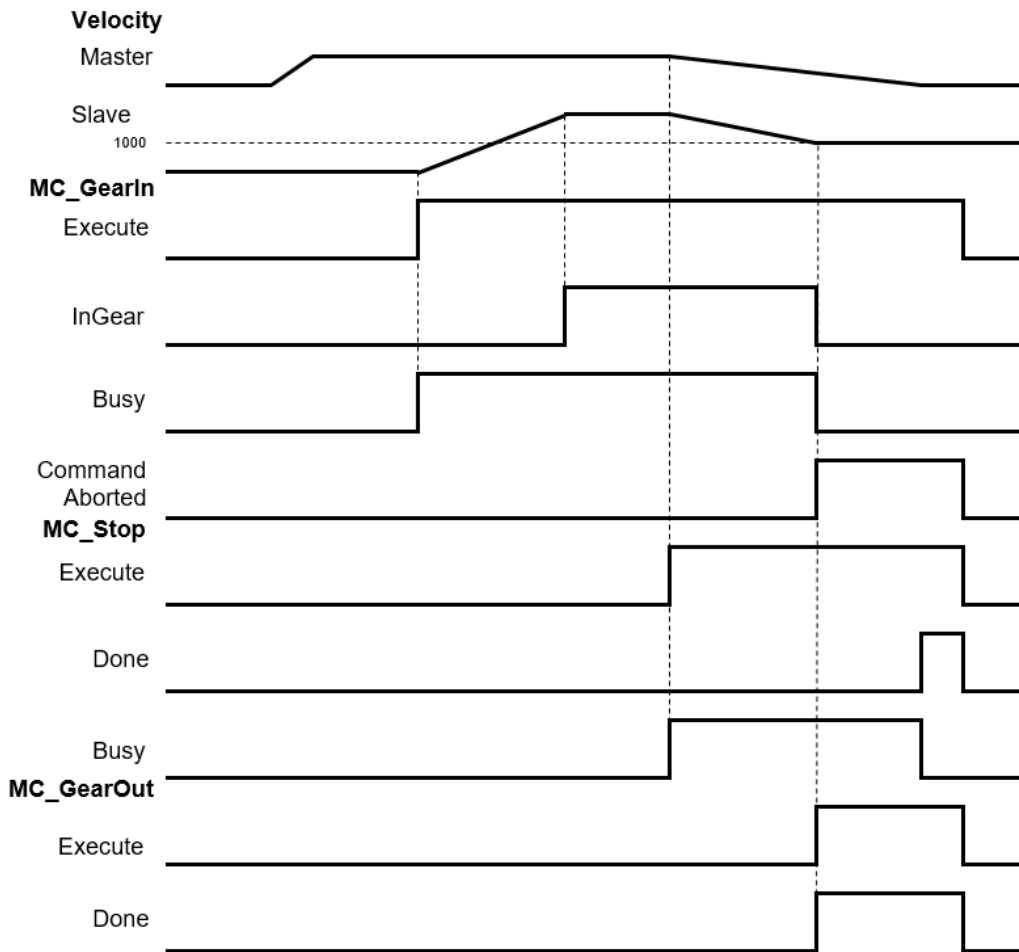 Velocity
Master
Slave
1000
MC_GearIn
Execute
InGear
Busy
Command
Aborted
MC_Stop
Execute
Done
Busy
MC_GearOut
Execute
Done